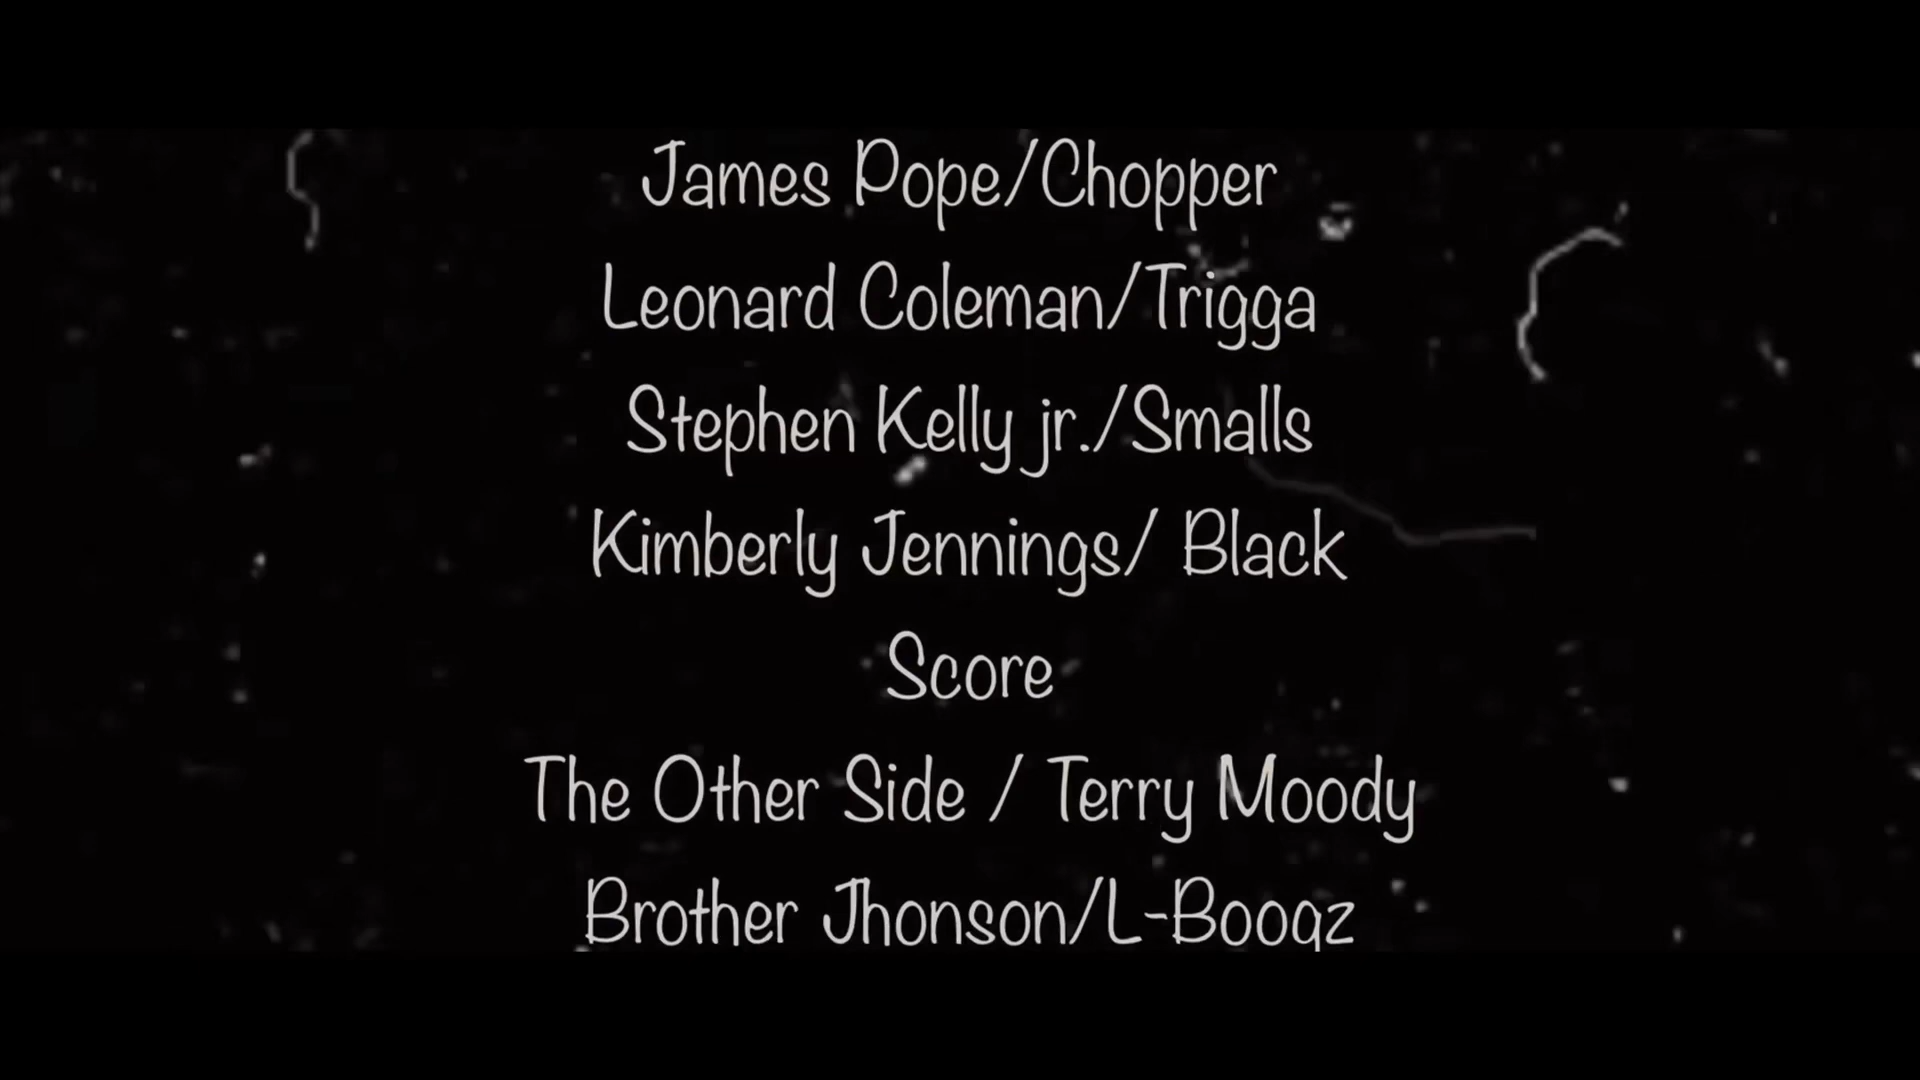 James Pope/Chopper
Leonard Coleman/Trigga
Stephen Kelly jr./Smalls
Kimberly Jennings/ Black
Score
The Other Side / Terry Moody
Brother Jhonson/L-Boogz